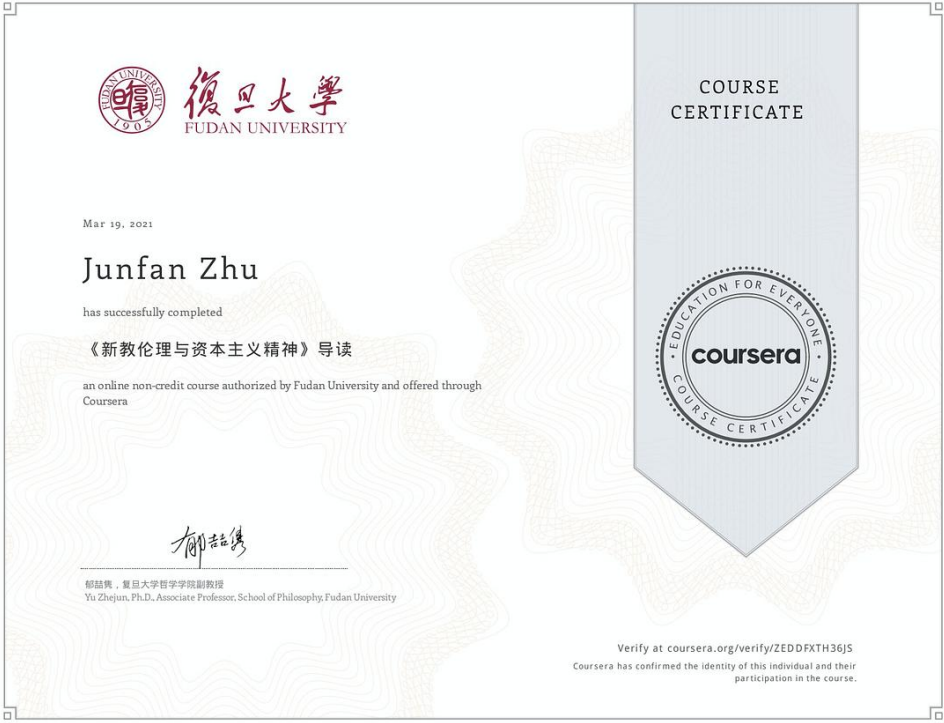 FUDAN UNIVERSITY
1905
復旦大學
FUDAN UNIVERSITY
COURSE
CERTIFICATE
Mar 19, 2021
Junfan Zhu
has successfully completed
《新教伦理与资本主义精神》导读
an online non-credit course authorized by Fudan University and offered through
Coursera
EDUCATION FOR EVERYONE
coursera
COURSE CERTIFICATE
郁喆隽
郁喆隽，复旦大学哲学学院副教授
Yu Zhejun, Ph.D., Associate Professor, School of Philosophy, Fudan University
Verify at coursera.org/verify/ZEDDFXTH36JS
Coursera has confirmed the identity of this individual and their
participation in the course.